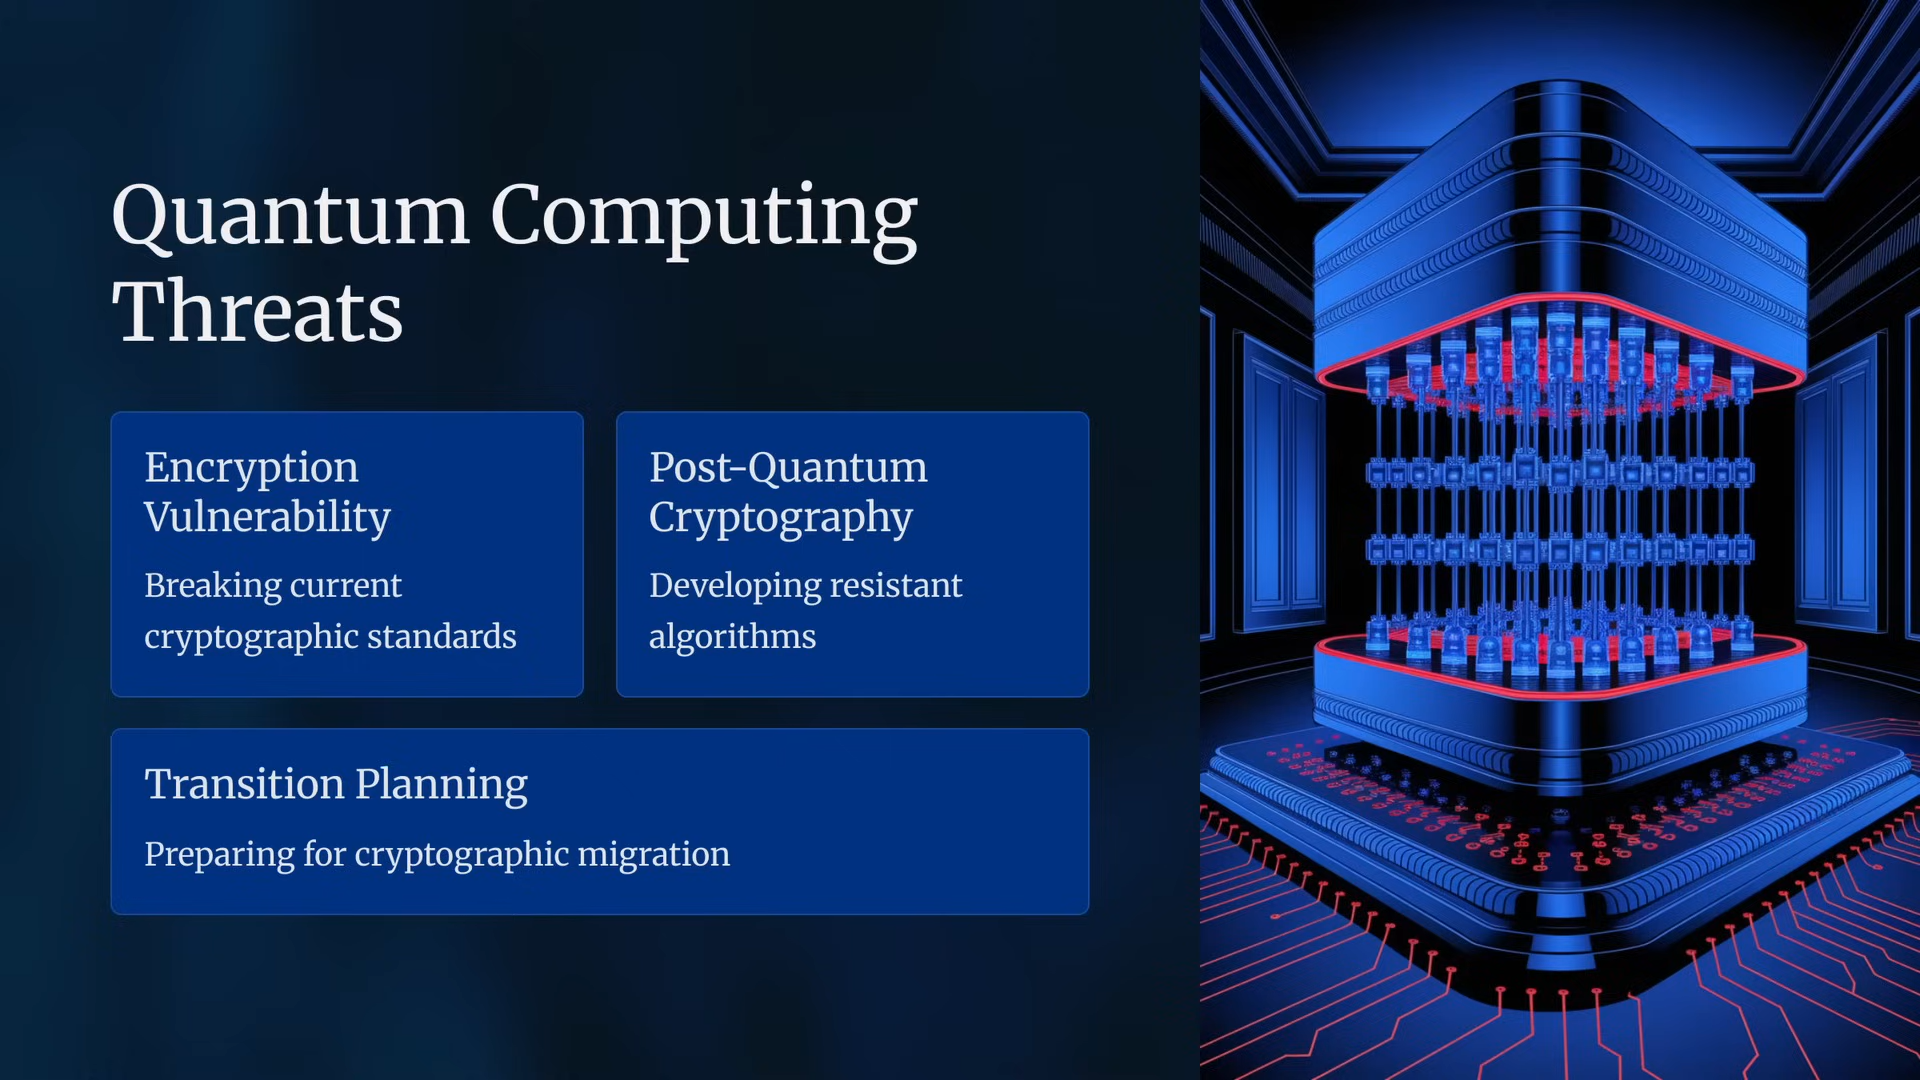 Quantum Computing
Threats
Encryption
Vulnerability
Breaking current
cryptographic standards
Post-Quantum
Cryptography
Developing resistant
algorithms
Transition Planning
Preparing for cryptographic migration